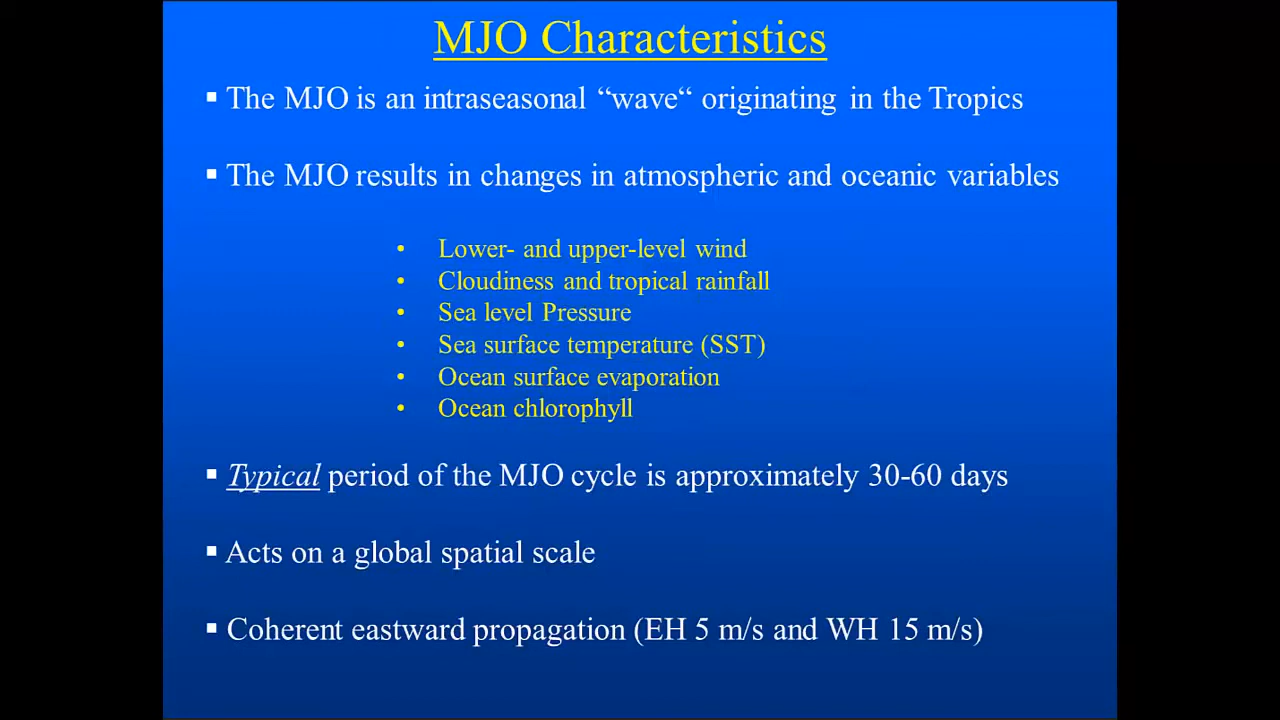 MJO Characteristics
▪ The MJO is an intraseasonal “wave“ originating in the Tropics
▪ The MJO results in changes in atmospheric and oceanic variables
• Lower- and upper-level wind
• Cloudiness and tropical rainfall
• Sea level Pressure
• Sea surface temperature (SST)
• Ocean surface evaporation
• Ocean chlorophyll
▪ Typical period of the MJO cycle is approximately 30-60 days
▪ Acts on a global spatial scale
▪ Coherent eastward propagation (EH 5 m/s and WH 15 m/s)